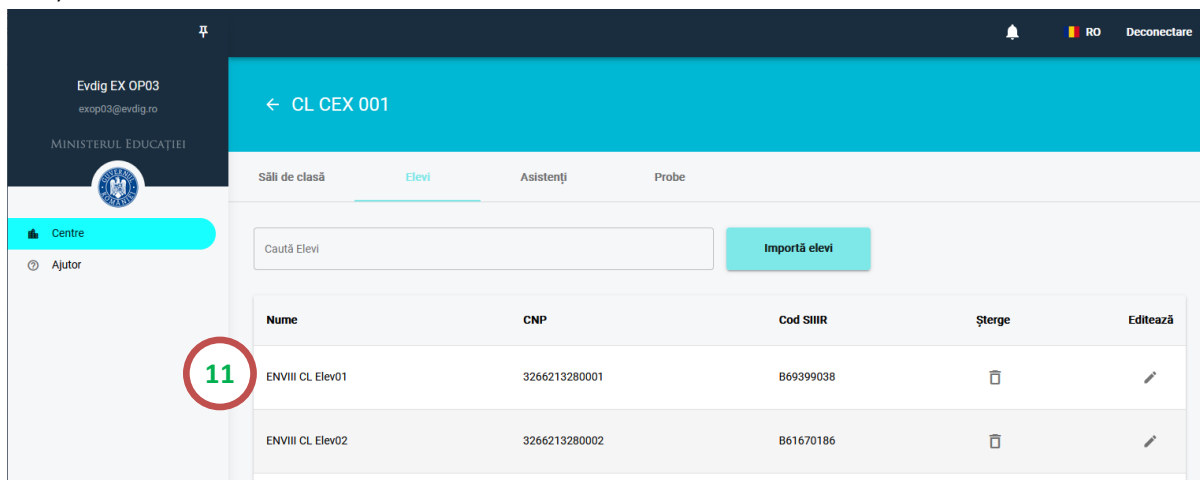 RO Deconectare
Evdig EX OP03
exop03@evdig.ro
MINISTERUL EDUCAȚIEI
GUVERNUL ROMÂNIEI
Centre
Ajutor
← CL CEX 001
Săli de clasă Elevi Asistenți Probe
Caută Elevi Importă elevi
Nume CNP Cod SIIIR Șterge Editează
11 ENVIII CL Elev01 3266213280001 B69399038
ENVIII CL Elev02 3266213280002 B61670186